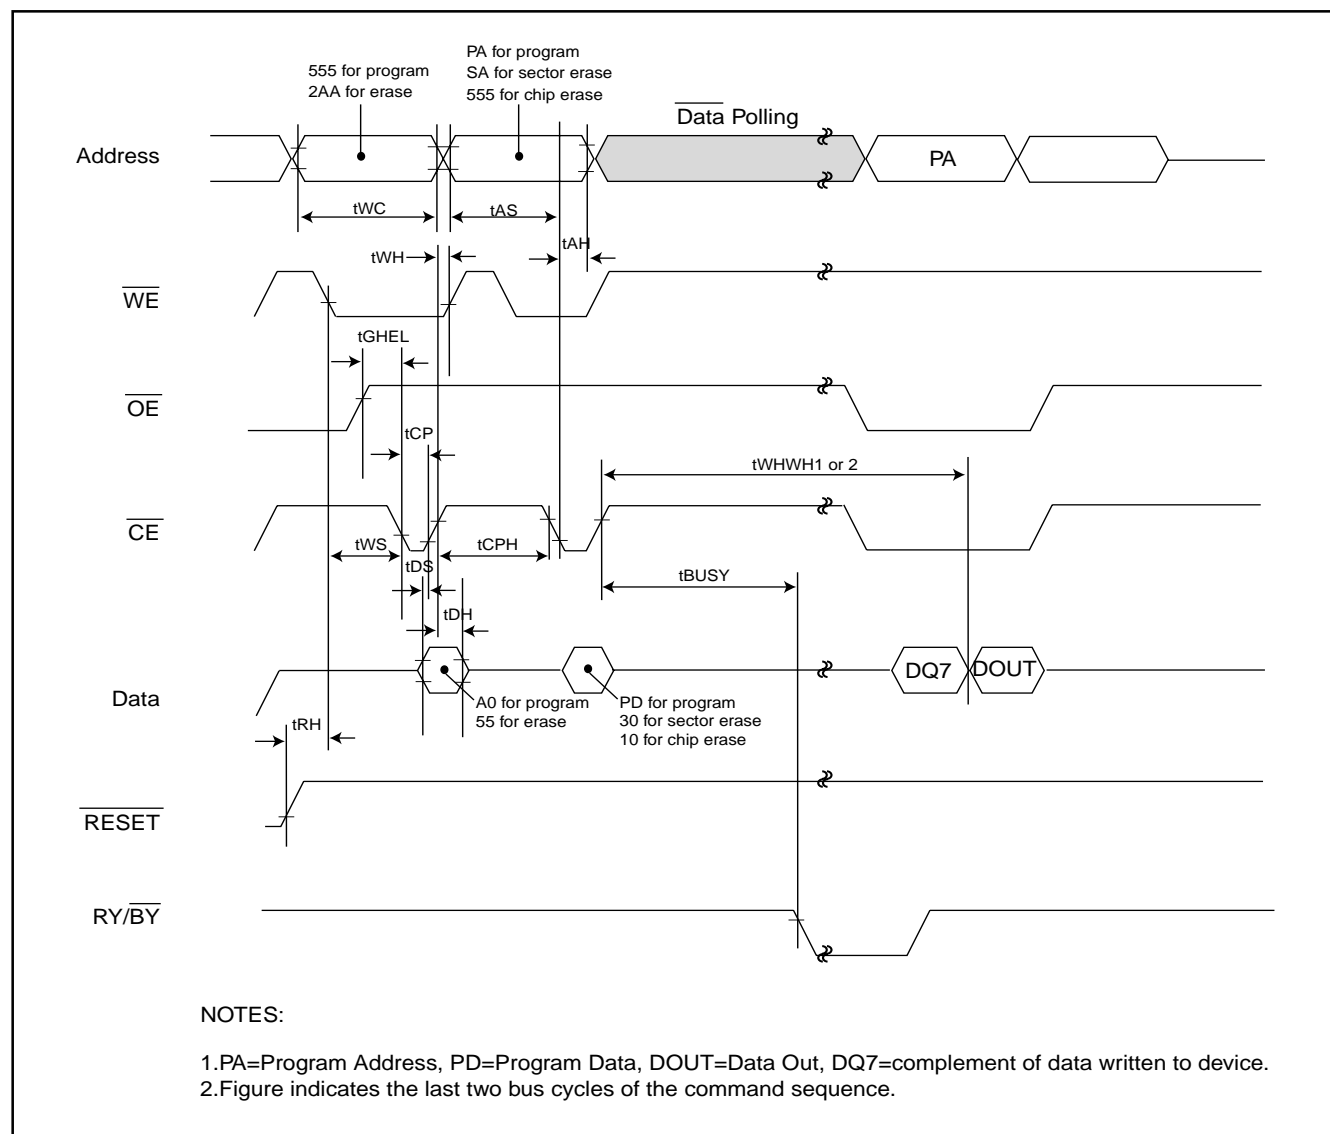 555 for program
2AA for erase
PA for program
SA for sector erase
555 for chip erase
Data Polling
Address
PA
tWC
tAS
tWH
tAH
WE
tGHEL
OE
tCP
tWHWH1 or 2
CE
tWS
tCPH
tDS
tBUSY
tDH
Data
DQ7
DOUT
A0 for program
55 for erase
PD for program
30 for sector erase
10 for chip erase
tRH
RESET
RY/BY
NOTES:
1.PA=Program Address, PD=Program Data, DOUT=Data Out, DQ7=complement of data written to device.
2.Figure indicates the last two bus cycles of the command sequence.